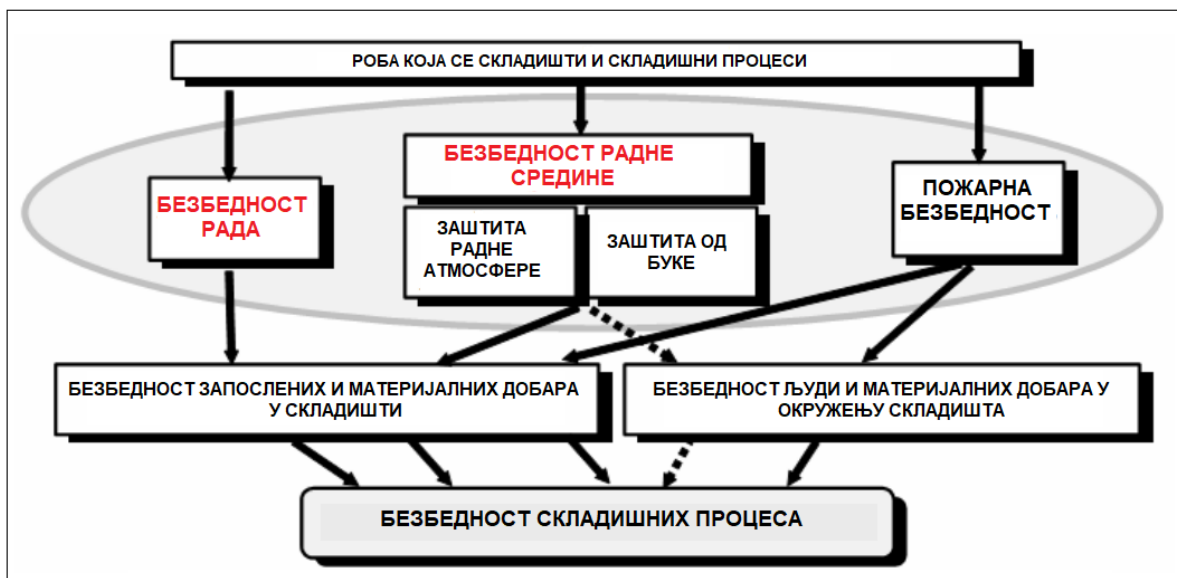 РОБА КОЈА СЕ СКЛАДИШТИ И СКЛАДИШНИ ПРОЦЕСИ
БЕЗБЕДНОСТ РАДНЕ
СРЕДИНЕ
БЕЗБЕДНОСТ
РАДА
ЗАШТИТА
РАДНЕ
АТМОСФЕРЕ
ЗАШТИТА ОД
БУКЕ
ПОЖАРНА
БЕЗБЕДНОСТ
БЕЗБЕДНОСТ ЗАПОСЛЕНИХ И МАТЕРИЈАЛНИХ ДОБАРА
У СКЛАДИШТИ
БЕЗБЕДНОСТ ЉУДИ И МАТЕРИЈАЛНИХ ДОБАРА У
ОКРУЖЕЊУ СКЛАДИШТА
БЕЗБЕДНОСТ СКЛАДИШНИХ ПРОЦЕСА